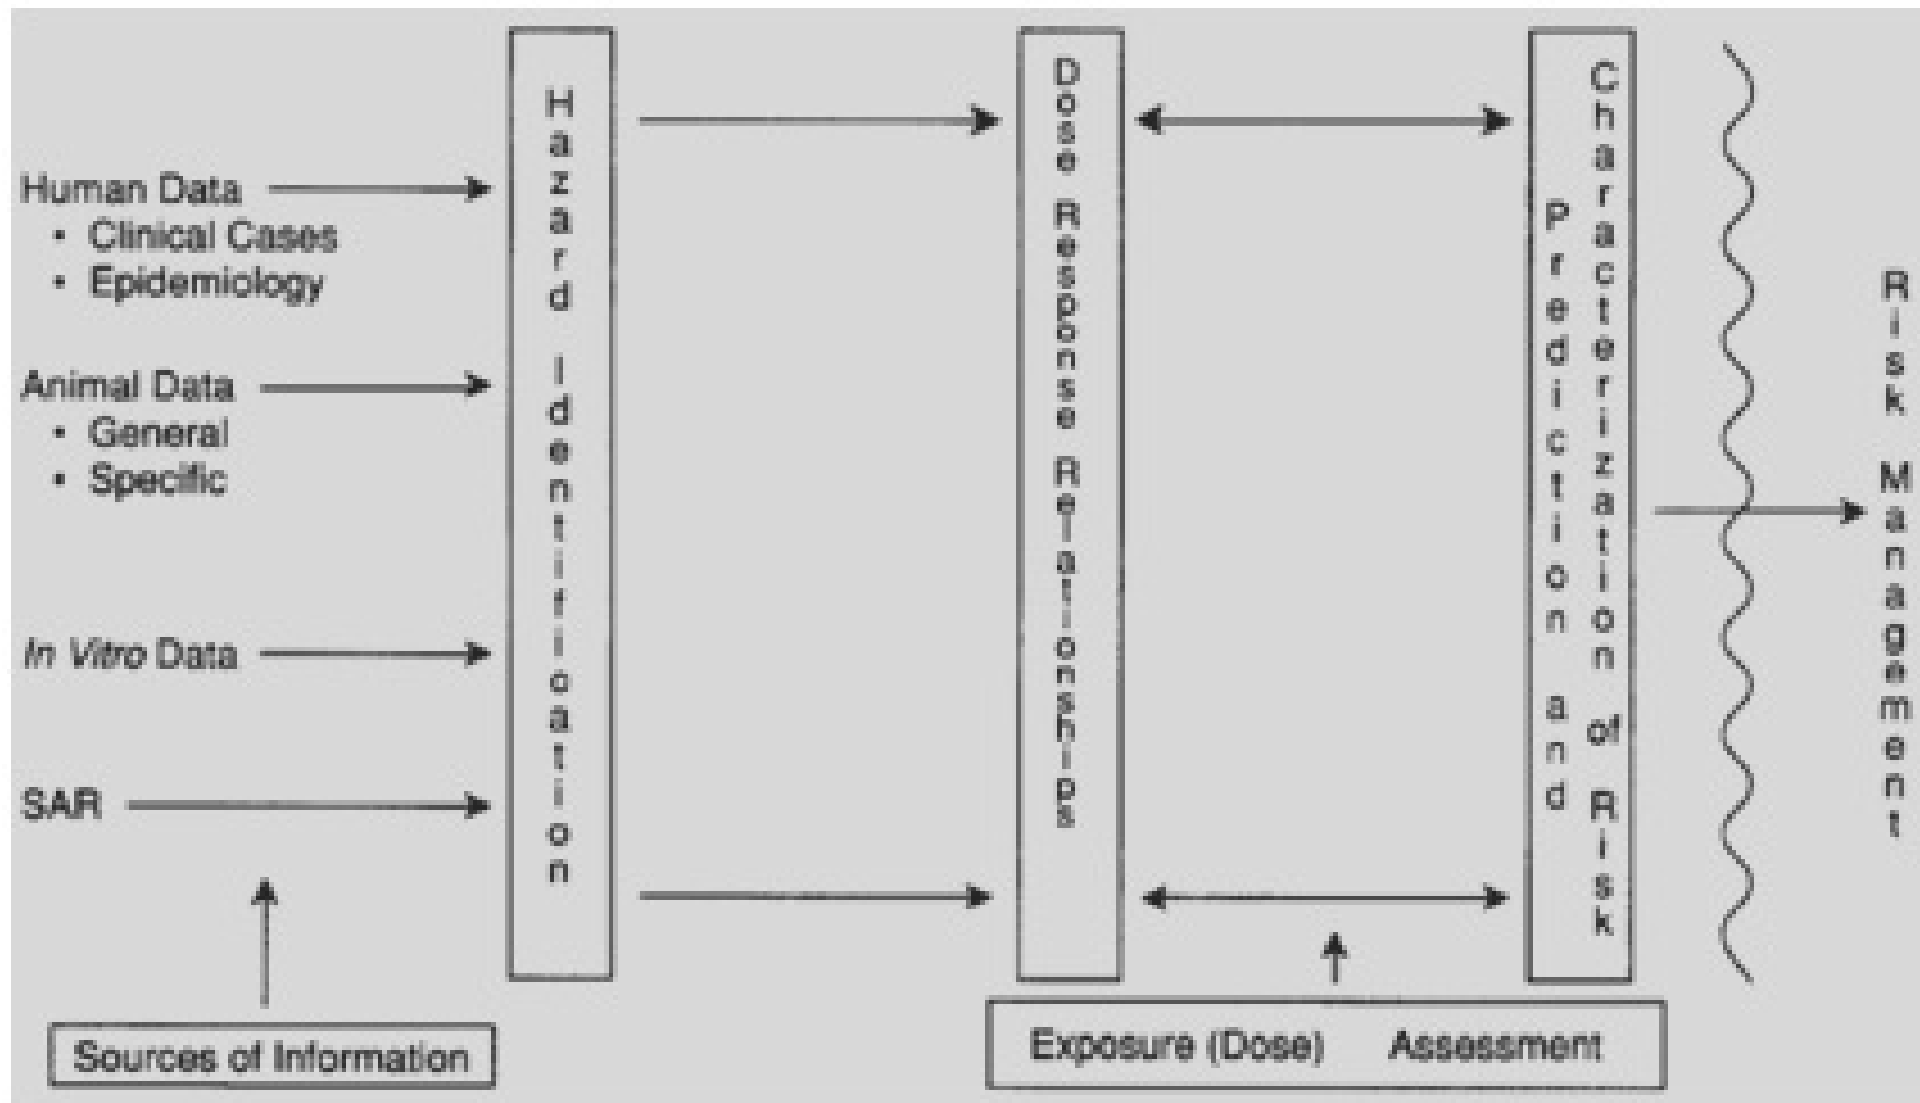 Human Data
• Clinical Cases
• Epidemiology
Animal Data
• General
• Specific
In Vitro Data
SAR
Sources of Information
Hazard Identification
Dose Response Relationships
Exposure (Dose) Assessment
Prediction and
Characterization of Risk
Risk Management